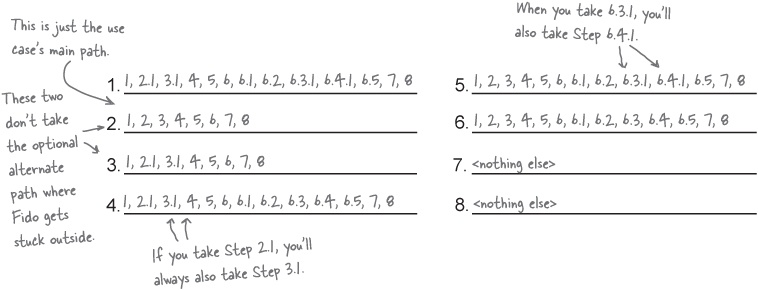 This is just the use
case's main path.
When you take 6.3.1, you'll
also take Step 6.4.1.
These two
don't take
the optional
alternate
path where
Fido gets
stuck outside.
1. 1, 2.1, 3.1, 4, 5, 6, 6.1, 6.2, 6.3.1, 6.4.1, 6.5, 7, 8
2. 1, 2, 3, 4, 5, 6, 7, 8
3. 1, 2.1, 3.1, 4, 5, 6, 7, 8
4. 1, 2.1, 3.1, 4, 5, 6, 6.1, 6.2, 6.3, 6.4, 6.5, 7, 8
If you take Step 2.1, you'll
always also take Step 3.1.
5. 1, 2, 3, 4, 5, 6, 6.1, 6.2, 6.3.1, 6.4.1, 6.5, 7, 8
6. 1, 2, 3, 4, 5, 6, 6.1, 6.2, 6.3, 6.4, 6.5, 7, 8
7. <nothing else>
8. <nothing else>